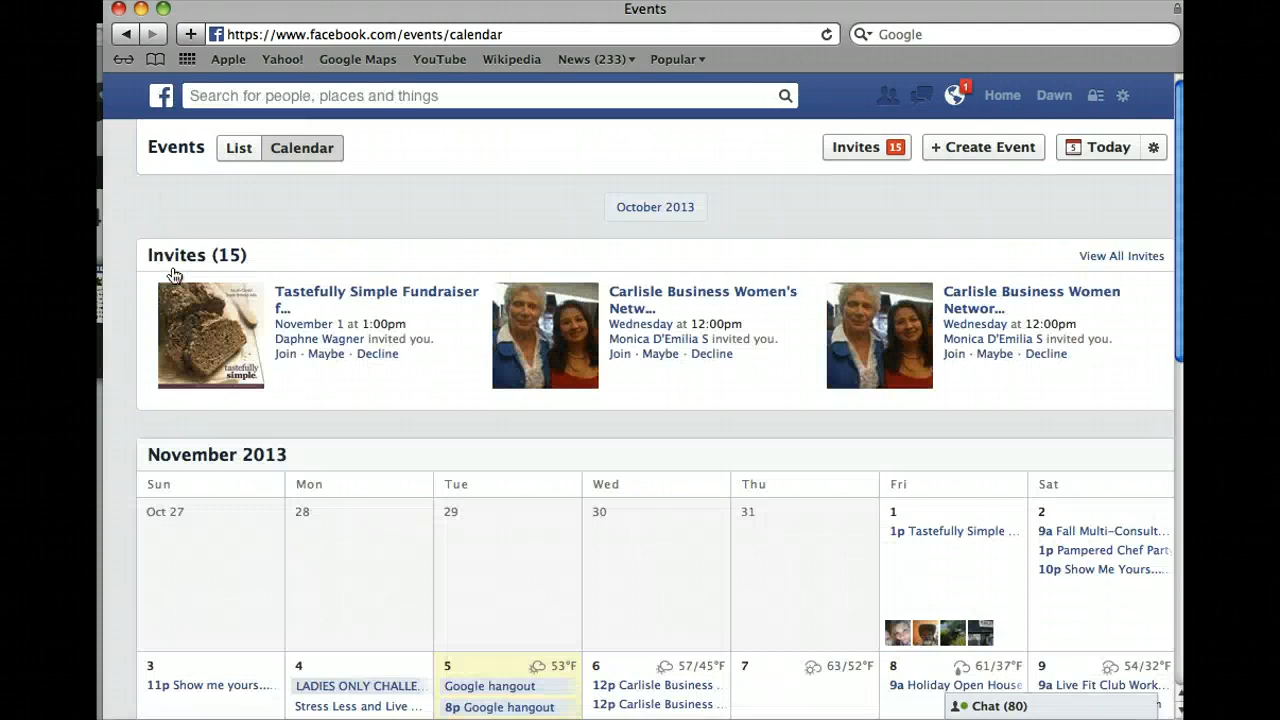 Events
https://www.facebook.com/events/calendar
Google
Apple Yahoo! Google Maps YouTube Wikipedia News (233) Popular
Search for people, places and things
1
Home Dawn
Events List Calendar
Invites 15 + Create Event 5 Today
October 2013
Invites (15)
View All Invites
Tastefully Simple Fundraiser
f...
November 1 at 1:00pm
Daphne Wagner invited you.
Join · Maybe · Decline
tastefully
simple.
Carlisle Business Women's
Netw...
Wednesday at 12:00pm
Monica D'Emilia S invited you.
Join · Maybe · Decline
Carlisle Business Women
Networ...
Wednesday at 12:00pm
Monica D'Emilia S invited you.
Join · Maybe · Decline
November 2013
Sun Mon Tue Wed Thu Fri Sat
Oct 27 28 29 30 31 1 2
1p Tastefully Simple ...
9a Fall Multi-Consult...
1p Pampered Chef Part
10p Show Me Yours....
3 4 5 53°F 6 57/45°F 7 63/52°F 8 61/37°F 9 54/32°F
11p Show me yours....
LADIES ONLY CHALLE...
Stress Less and Live ...
Google hangout
8p Google hangout
12p Carlisle Business ..
12p Carlisle Business ..
9a Holiday Open House
9a Live Fit Club Work...
Chat (80)